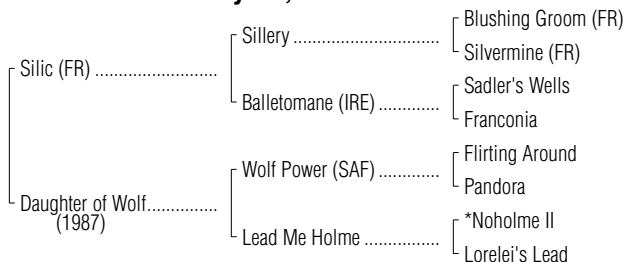 Blushing Groom (FR)
Sillery ..............................
Silvermine (FR)
Silic (FR) .........................
Sadler's Wells
Balletomane (IRE) ............
Franconia
Flirting Around
Wolf Power (SAF) ............
Pandora
Daughter of Wolf..............
(1987)
*Noholme II
Lead Me Holme ...............
Lorelei's Lead